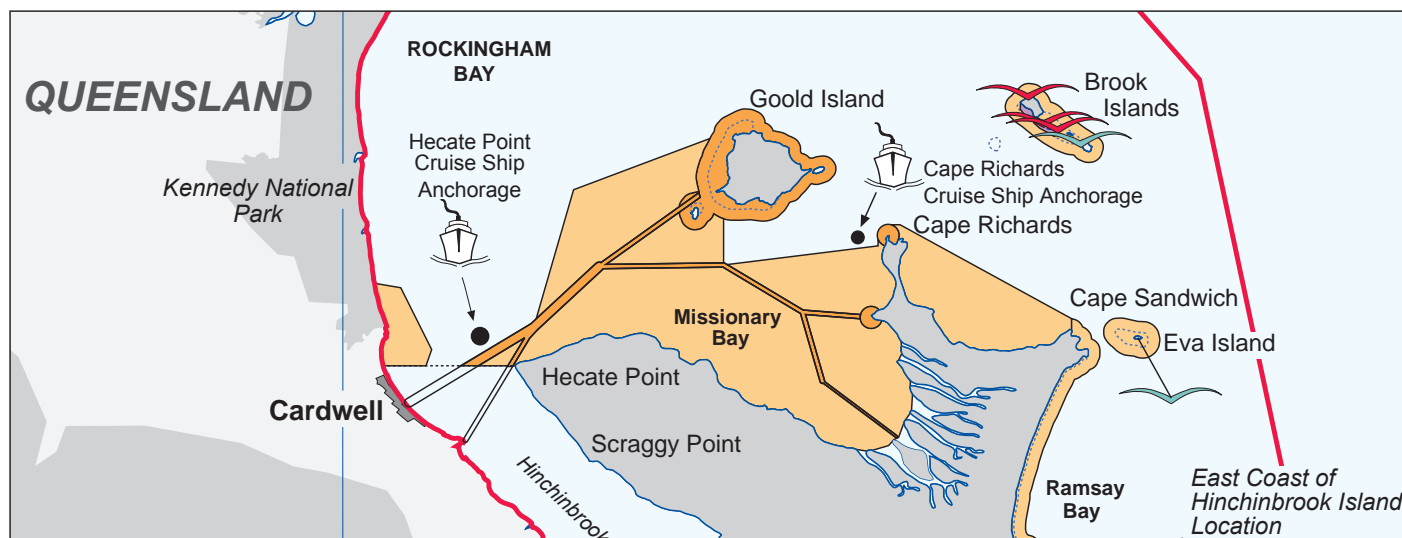 ROCKINGHAM
BAY
QUEENSLAND
Goold Island
Brook
Islands
Hecate Point
Cruise Ship
Anchorage
Cape Richards
Cruise Ship Anchorage
Kennedy National
Park
Cape Richards
Cape Sandwich
Missionary
Bay
Eva Island
Hecate Point
Cardwell
Scraggy Point
Hinchinbrook
Ramsay
Bay
East Coast of
Hinchinbrook Island
Location